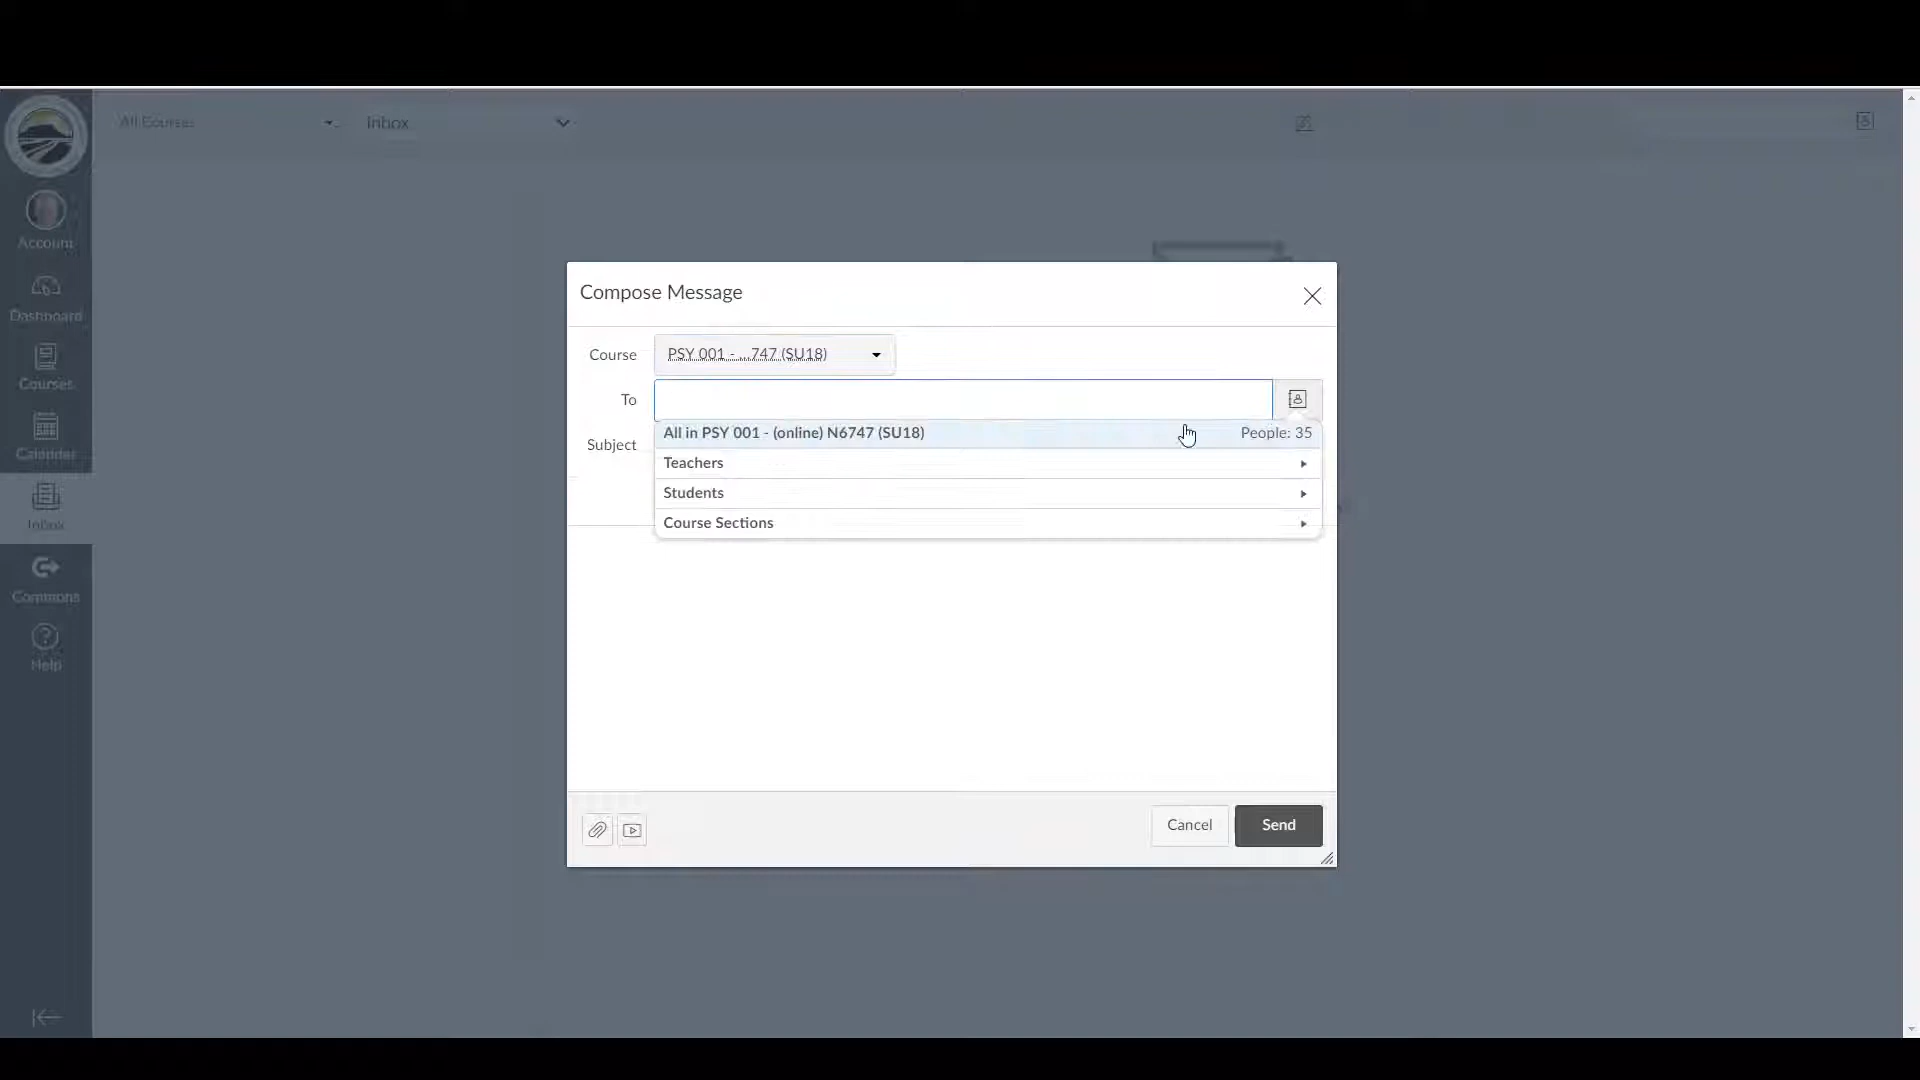 All Courses
Inbox
Account
Dashboard
Courses
Calendar
Inbox
Commons
Help
Compose Message
Course
PSY 001 - ...747 (SU18)
To
All in PSY 001 - (online) N6747 (SU18) People: 35
Subject
Teachers
Students
Course Sections
Cancel
Send